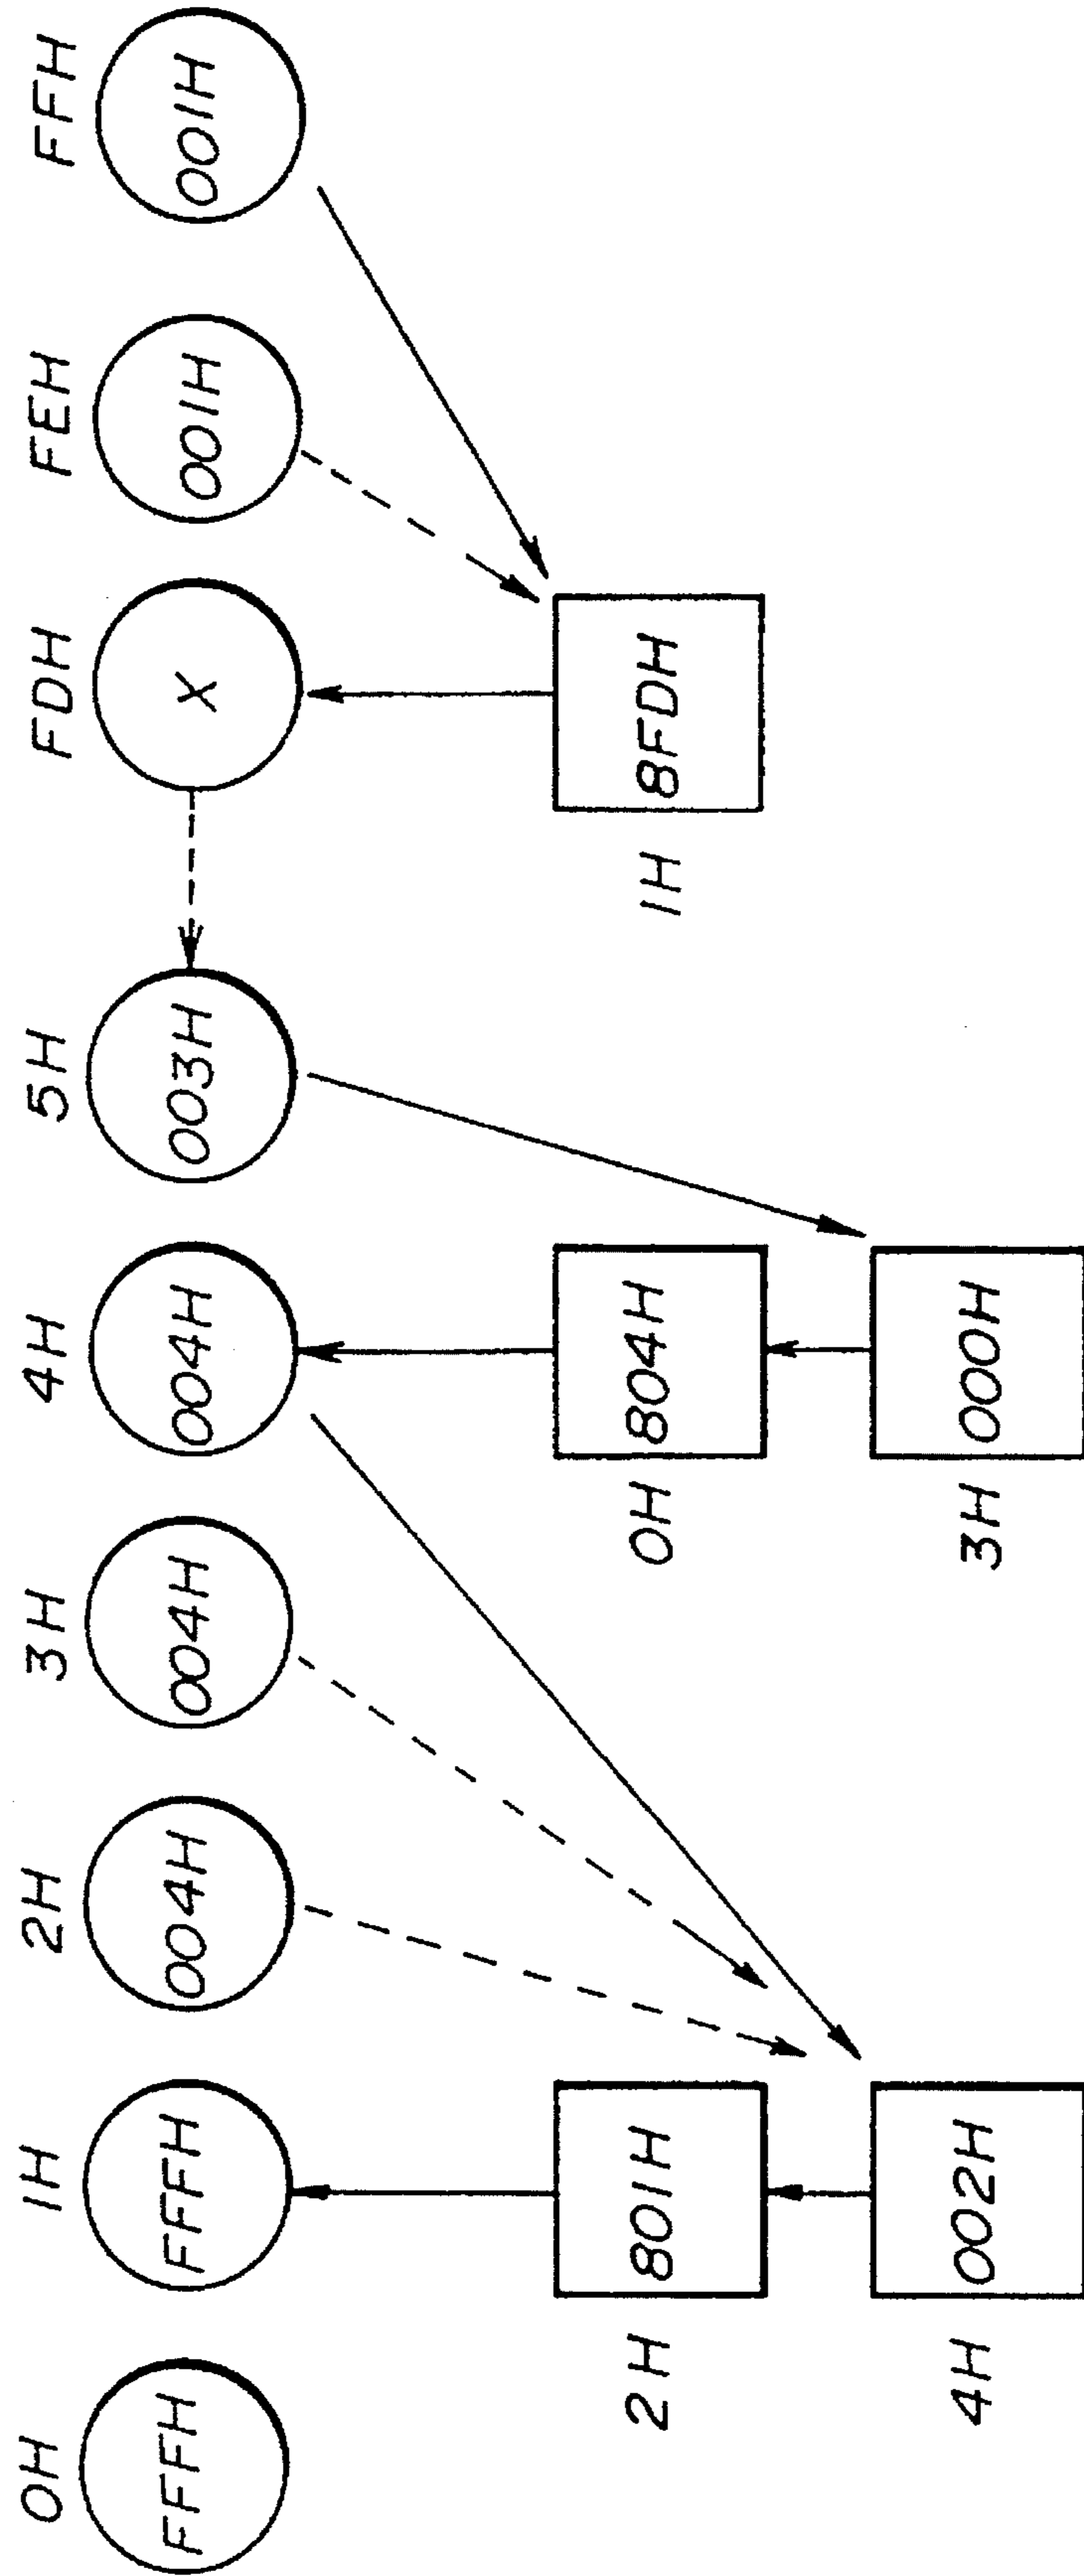 0H 1H 2H 3H 4H 5H FDH FEH FFH
FFFH FFFH 004H 004H 004H 003H X 001H 001H
2H 801H 0H 804H 1H 8FDH
4H 002H 3H 000H